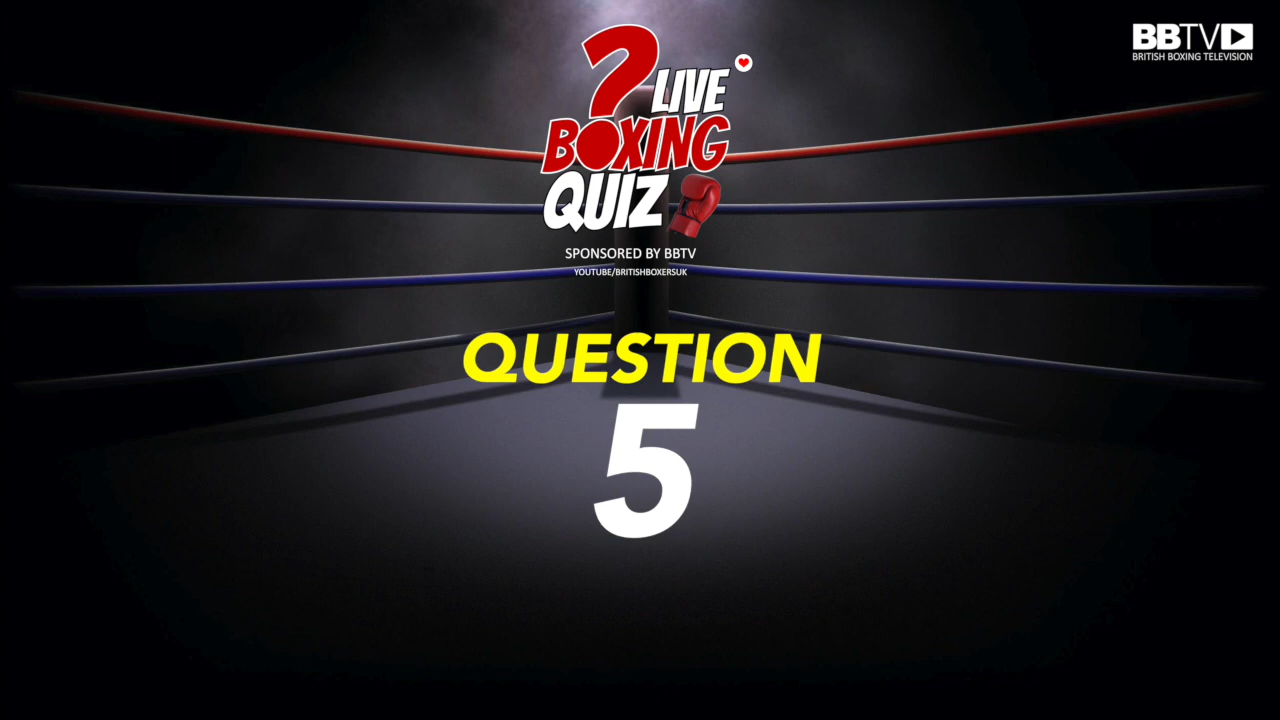 BBTV
BRITISH BOXING TELEVISION
? LIVE
BOXING
QUIZ
SPONSORED BY BBTV
YOUTUBE/BRITISHBOXERSUK
QUESTION
5